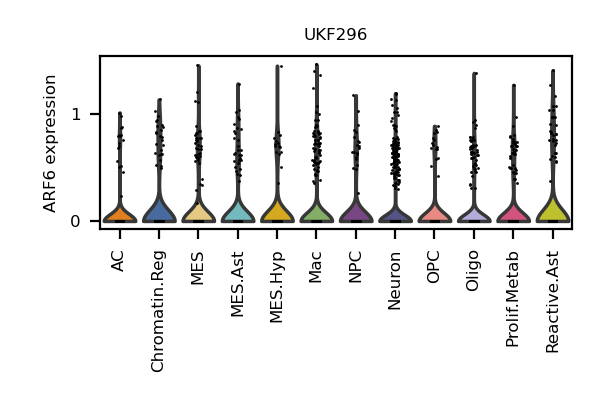 UKF296
ARF6 expression
1
0
AC
Chromatin.Reg
MES
MES.Ast
MES.Hyp
Mac
NPC
Neuron
OPC
Oligo
Prolif.Metab
Reactive.Ast